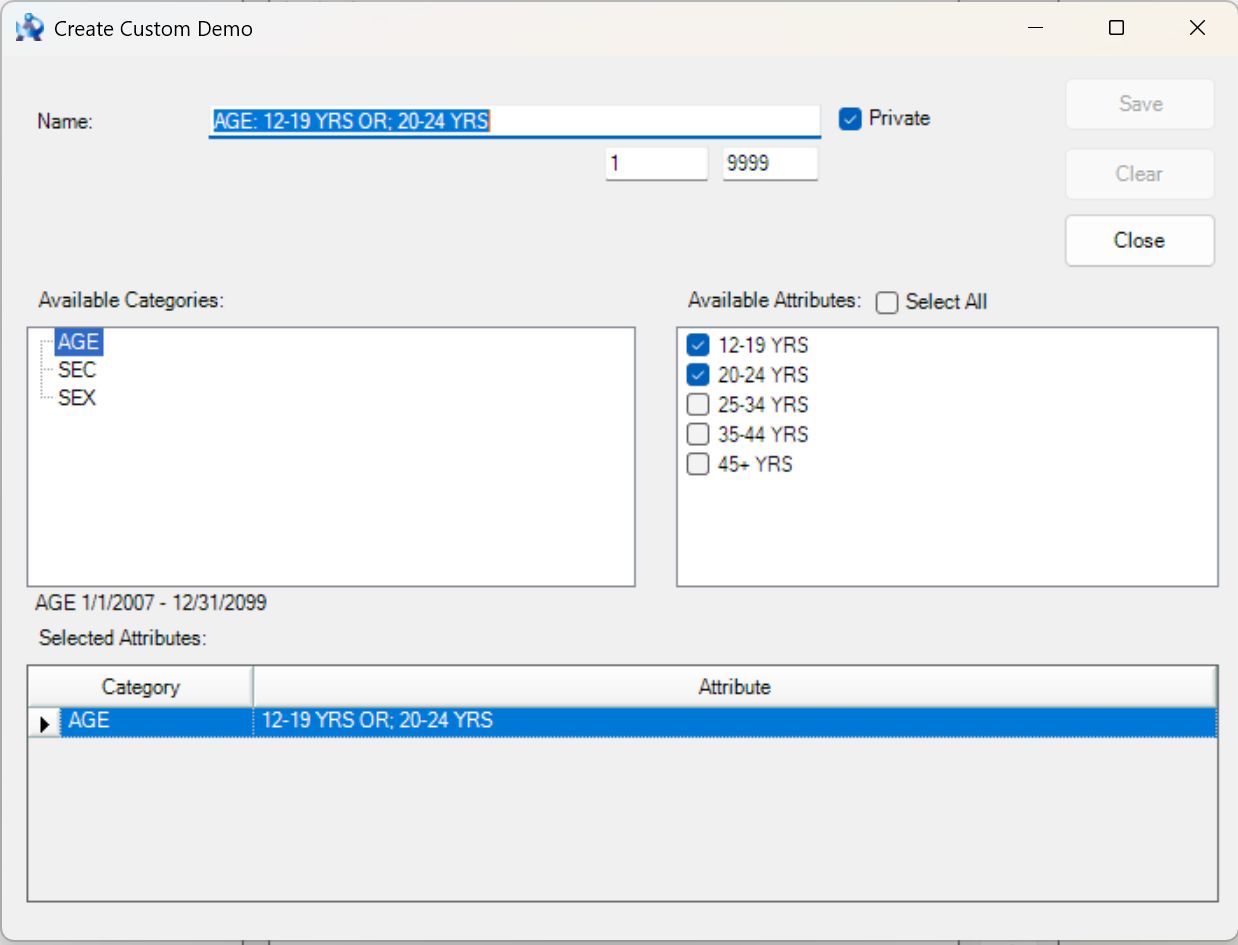 Create Custom Demo
Name: AGE: 12-19 YRS OR; 20-24 YRS Private Save
1 9999
Clear
Close
Available Categories: Available Attributes: Select All
AGE
SEC
SEX
12-19 YRS
20-24 YRS
25-34 YRS
35-44 YRS
45+ YRS
AGE 1/1/2007 - 12/31/2099
Selected Attributes:
Category Attribute
AGE 12-19 YRS OR; 20-24 YRS